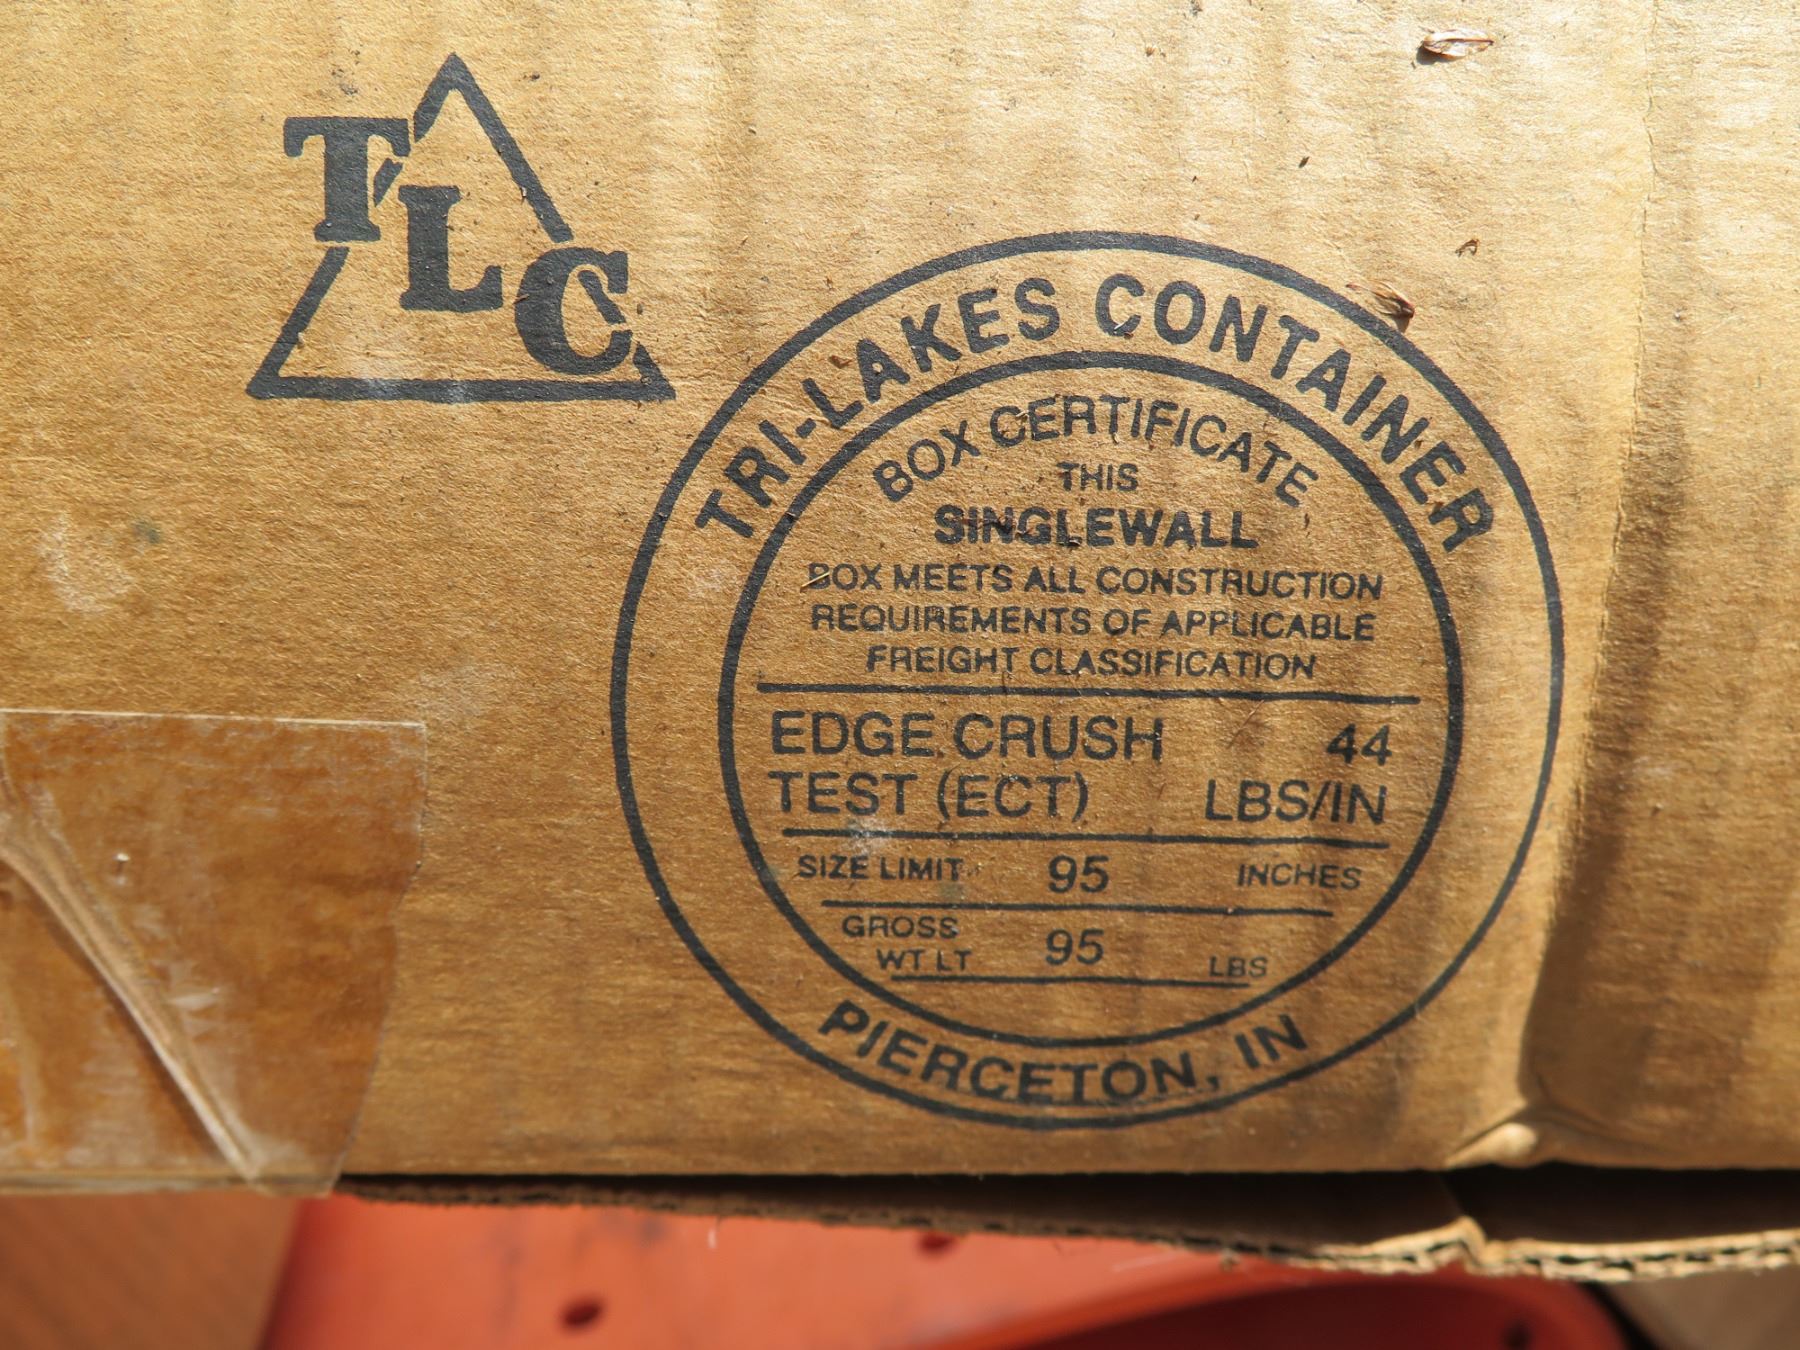 TLC
TRI-LAKES CONTAINER
BOX CERTIFICATE
THIS
SINGLEWALL
BOX MEETS ALL CONSTRUCTION
REQUIREMENTS OF APPLICABLE
FREIGHT CLASSIFICATION
EDGE CRUSH 44
TEST (ECT) LBS/IN
SIZE LIMIT 95 INCHES
GROSS
WT LT 95 LBS
PIERCETON, IN